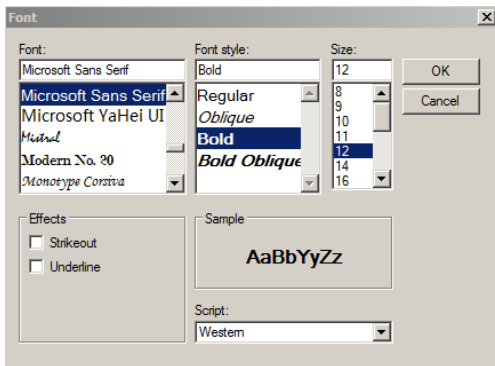 Font
Font:
Microsoft Sans Serif
Microsoft Sans Serif
Microsoft YaHei UI
Mistral
Modern No. 20
Monotype Corsiva
Font style:
Bold
Regular
Oblique
Bold
Bold Oblique
Size:
12
8
9
10
11
12
14
16
OK
Cancel
Effects
Strikeout
Underline
Sample
AaBbYyZz
Script:
Western